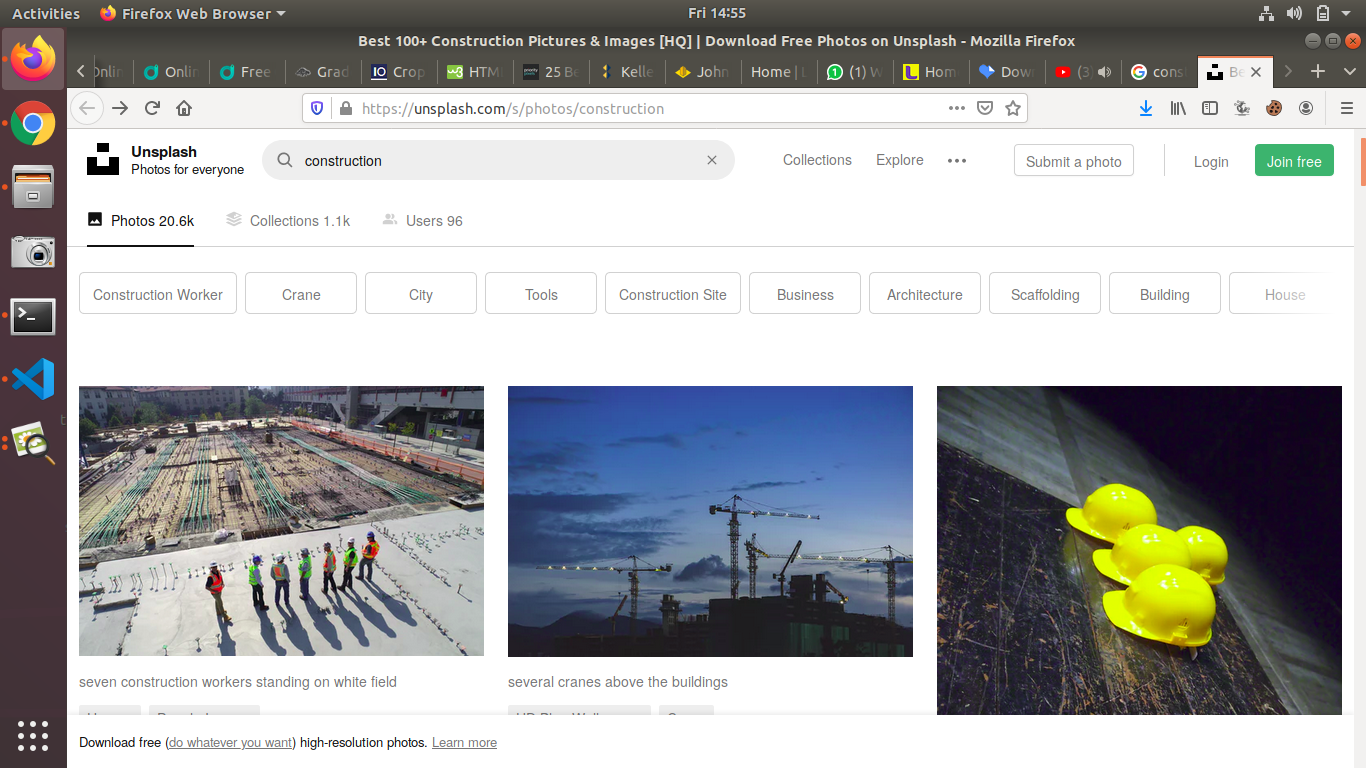 Activities
Firefox Web Browser
Fri 14:55
Best 100+ Construction Pictures & Images [HQ] | Download Free Photos on Unsplash - Mozilla Firefox
Onlin
Onlin
Free
Grad
IO
Crop
w3
HTM
25 Be
Kelle
John
Home | L
1
(1) W
L
Hom
Dow
(3)
G
cons
Be
https://unsplash.com/s/photos/construction
Unsplash
Photos for everyone
construction
Collections
Explore
Submit a photo
Login
Join free
Photos 20.6k
Collections 1.1k
Users 96
Construction Worker
Crane
City
Tools
Construction Site
Business
Architecture
Scaffolding
Building
House
seven construction workers standing on white field
several cranes above the buildings
Download free (do whatever you want) high-resolution photos. Learn more